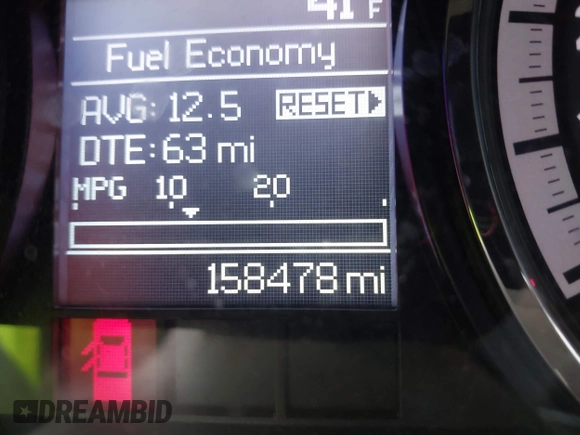 41 F
Fuel Economy
AVG: 12.5 RESET
DTE: 63 mi
MPG 10 20
158478 mi
DREAMBID